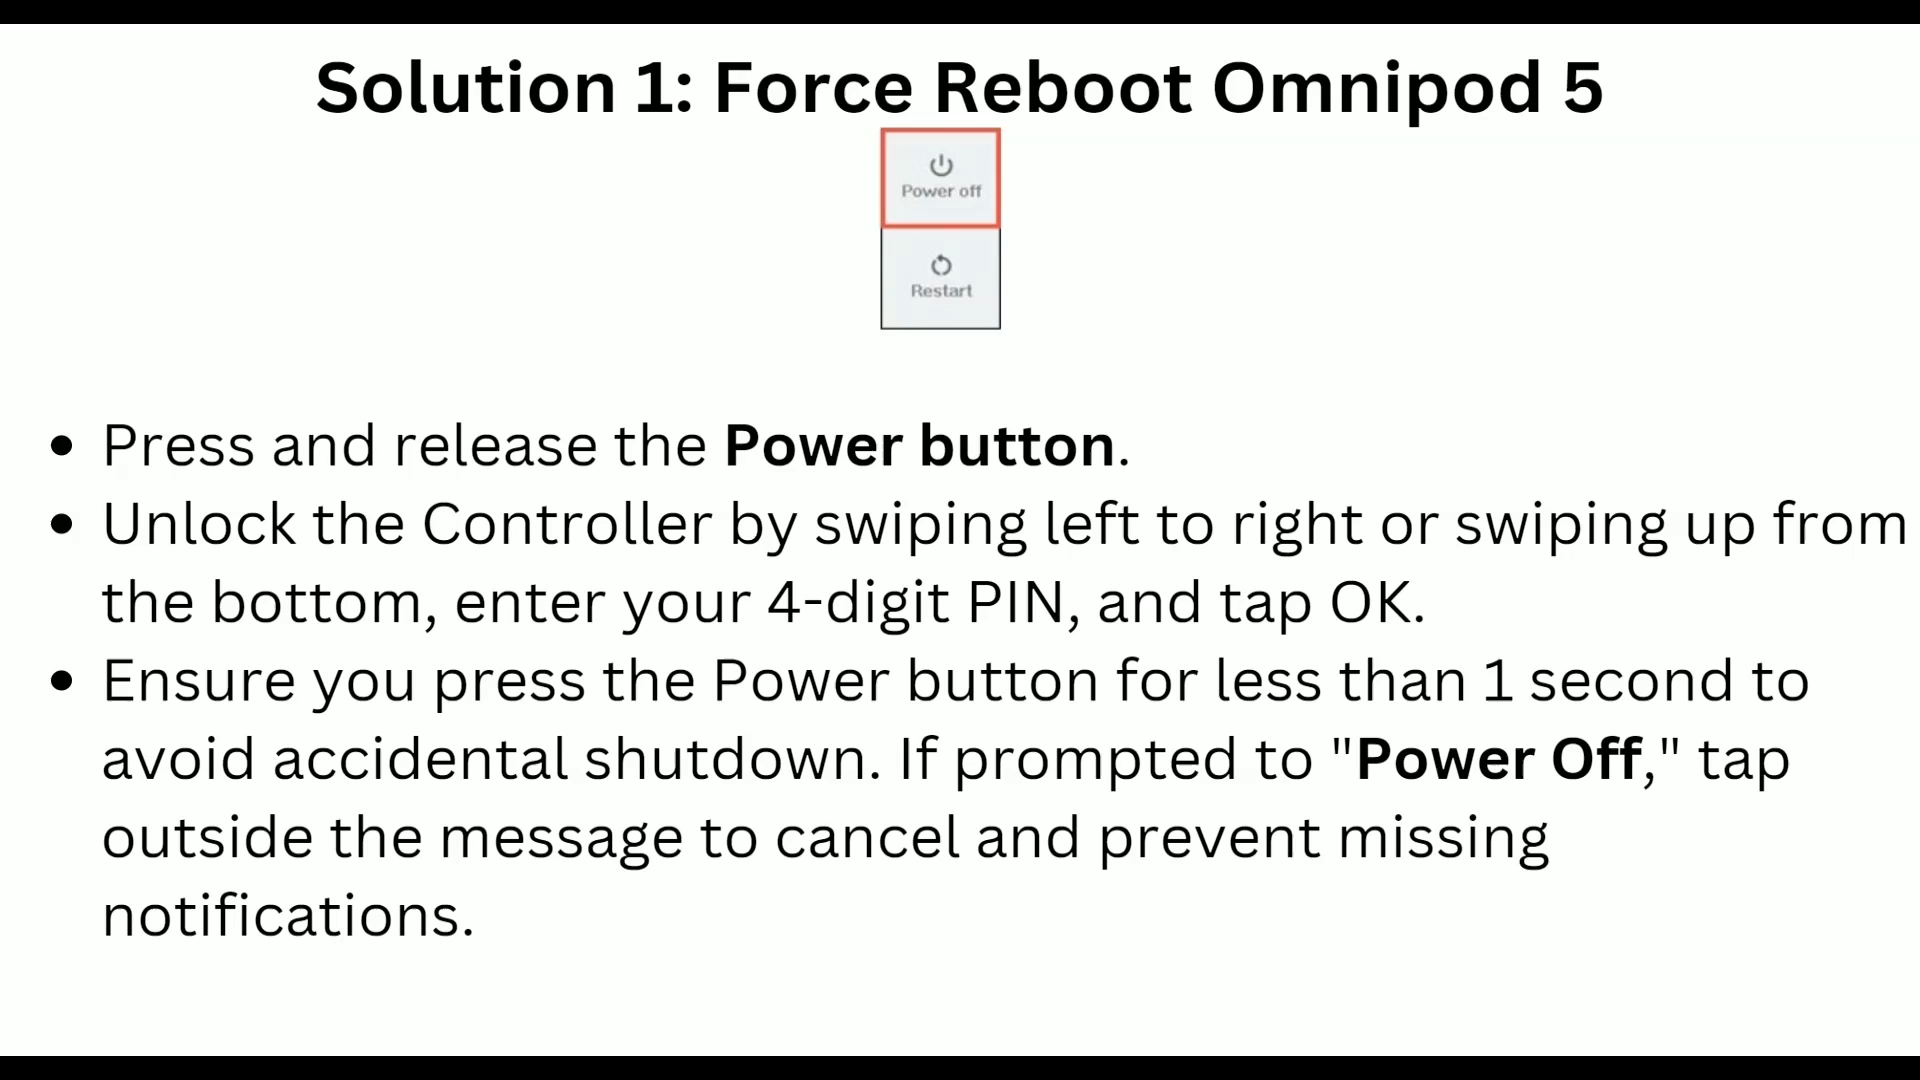 Solution 1: Force Reboot Omnipod 5
Power off
Restart
• Press and release the Power button.
• Unlock the Controller by swiping left to right or swiping up from
the bottom, enter your 4-digit PIN, and tap OK.
• Ensure you press the Power button for less than 1 second to
avoid accidental shutdown. If prompted to "Power Off," tap
outside the message to cancel and prevent missing
notifications.